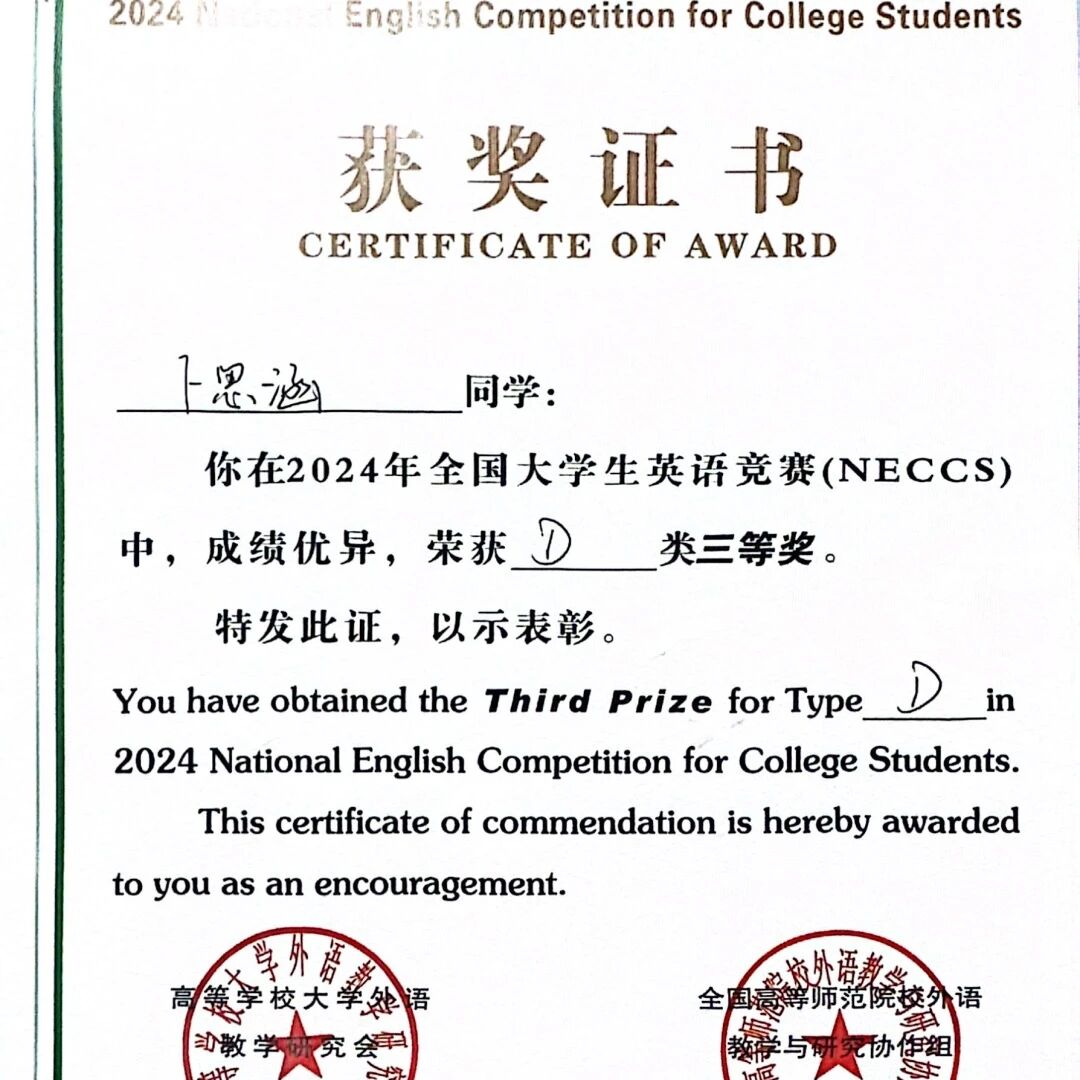 2024 National English Competition for College Students
获奖证书
CERTIFICATE OF AWARD
卜思涵同学：
你在2024年全国大学生英语竞赛(NECCS)
中，成绩优异，荣获 D 类三等奖。
特发此证，以示表彰。
You have obtained the Third Prize for Type D in
2024 National English Competition for College Students.
This certificate of commendation is hereby awarded
to you as an encouragement.
高等学校大学外语
教学研究会
全国高等师范院校外语
教学与研究协作组